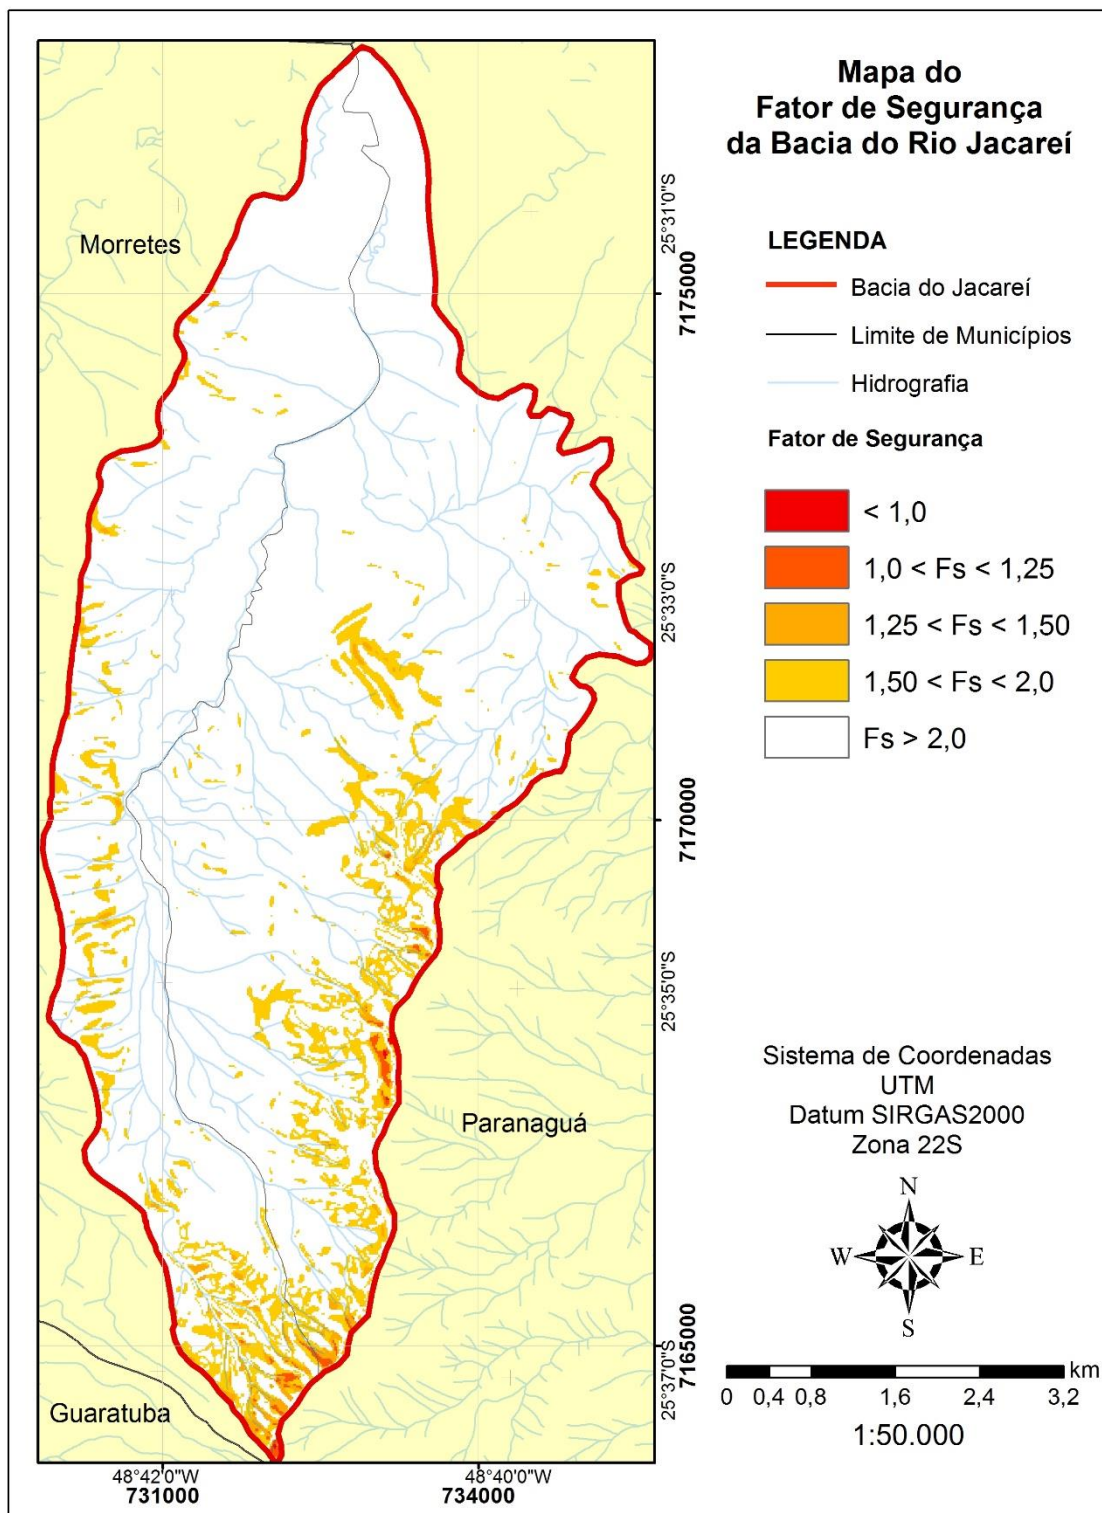 Mapa do
Fator de Segurança
da Bacia do Rio Jacareí
LEGENDA
Bacia do Jacareí
Limite de Municípios
Hidrografia
Fator de Segurança
< 1,0
1,0 < Fs < 1,25
1,25 < Fs < 1,50
1,50 < Fs < 2,0
Fs > 2,0
Sistema de Coordenadas
UTM
Datum SIRGAS2000
Zona 22S
N
W E
S
km
0 0,4 0,8 1,6 2,4 3,2
1:50.000
Morretes
Paranaguá
Guaratuba
25°31'0"S
7175000
25°33'0"S
7170000
25°35'0"S
7165000
25°37'0"S
48°42'0"W 48°40'0"W
731000 734000